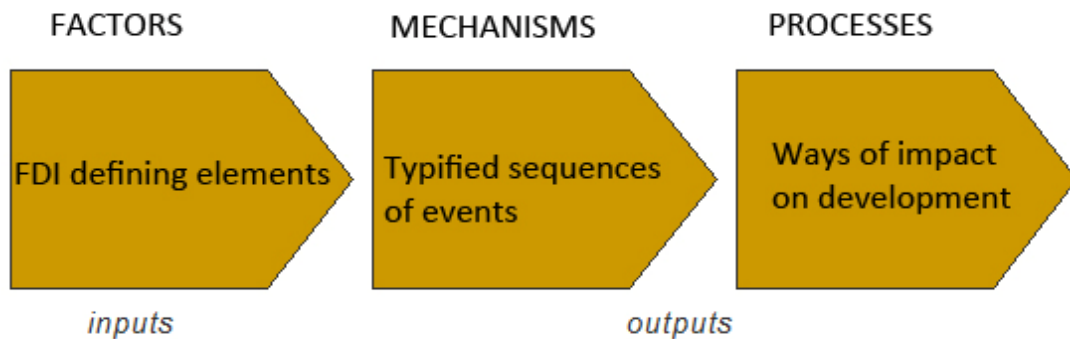 FACTORS
MECHANISMS
PROCESSES
FDI defining elements
Typified sequences
of events
Ways of impact
on development
inputs
outputs